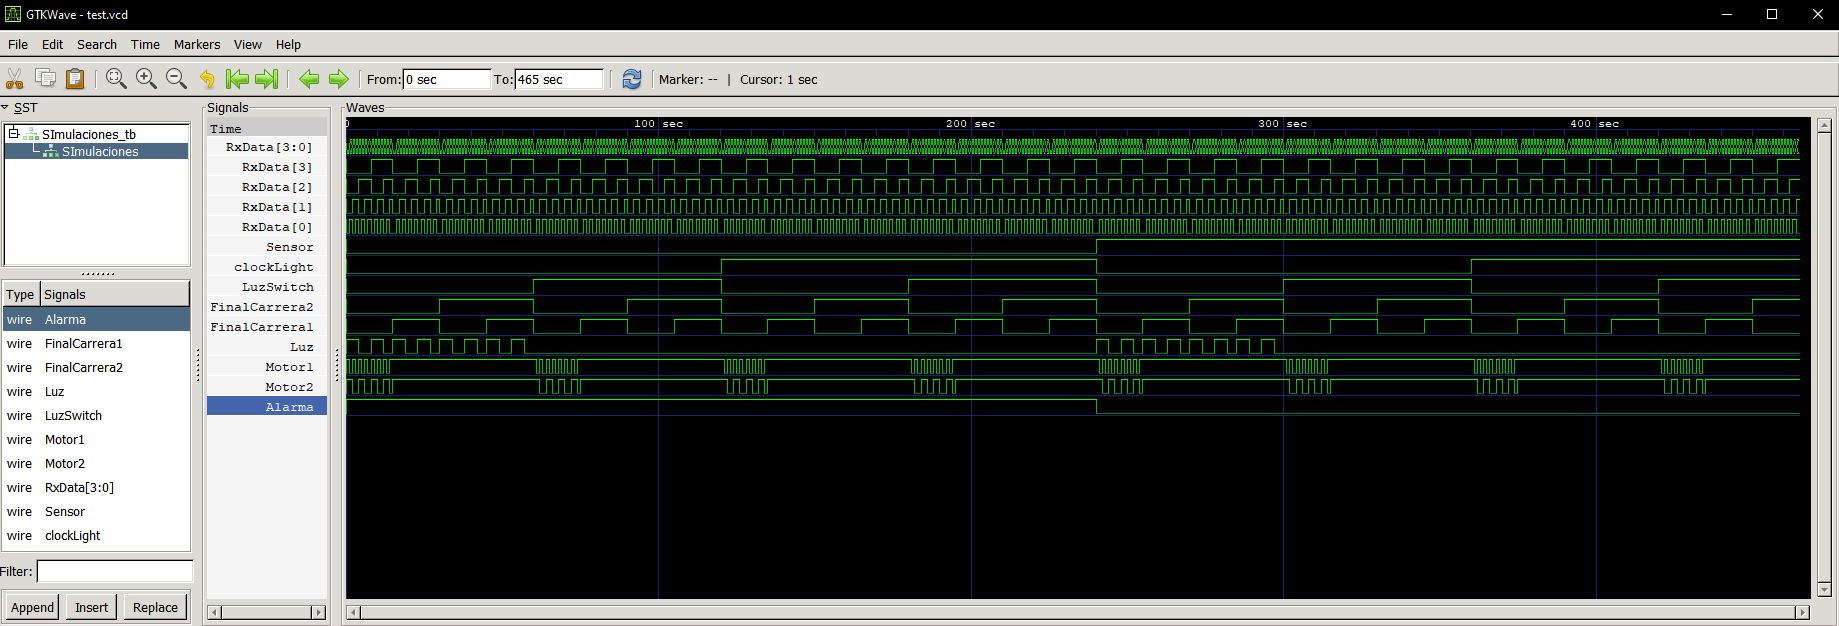 GTKWave - test.vcd
File Edit Search Time Markers View Help
From: 0 sec To: 465 sec Marker: -- | Cursor: 1 sec
SST
SImulaciones_tb
SImulaciones
Type Signals
wire Alarma
wire FinalCarrera1
wire FinalCarrera2
wire Luz
wire LuzSwitch
wire Motor1
wire Motor2
wire RxData[3:0]
wire Sensor
wire clockLight
Filter:
Append Insert Replace
Signals
Time
RxData[3:0]
RxData[3]
RxData[2]
RxData[1]
RxData[0]
Sensor
clockLight
LuzSwitch
FinalCarrera2
FinalCarrera1
Luz
Motor1
Motor2
Alarma
Waves
100 sec 200 sec 300 sec 400 sec